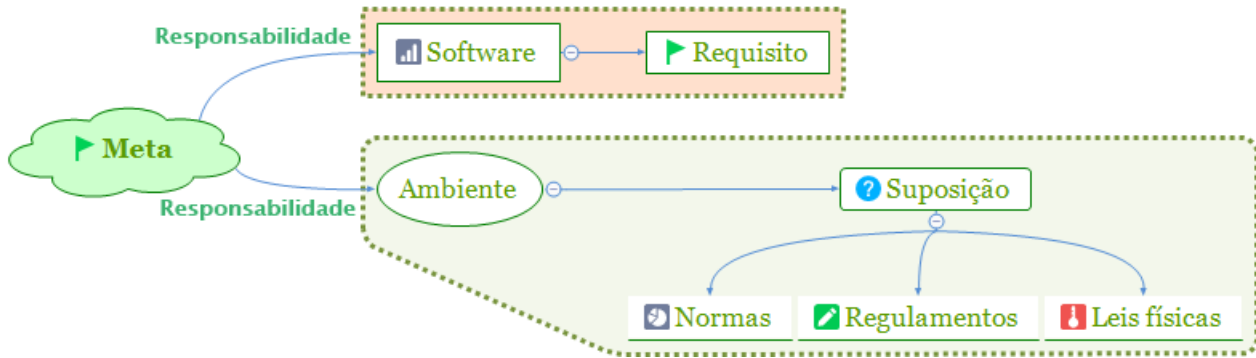 Responsabilidade
Software
Requisito
Meta
Responsabilidade
Ambiente
Suposição
Normas
Regulamentos
Leis físicas